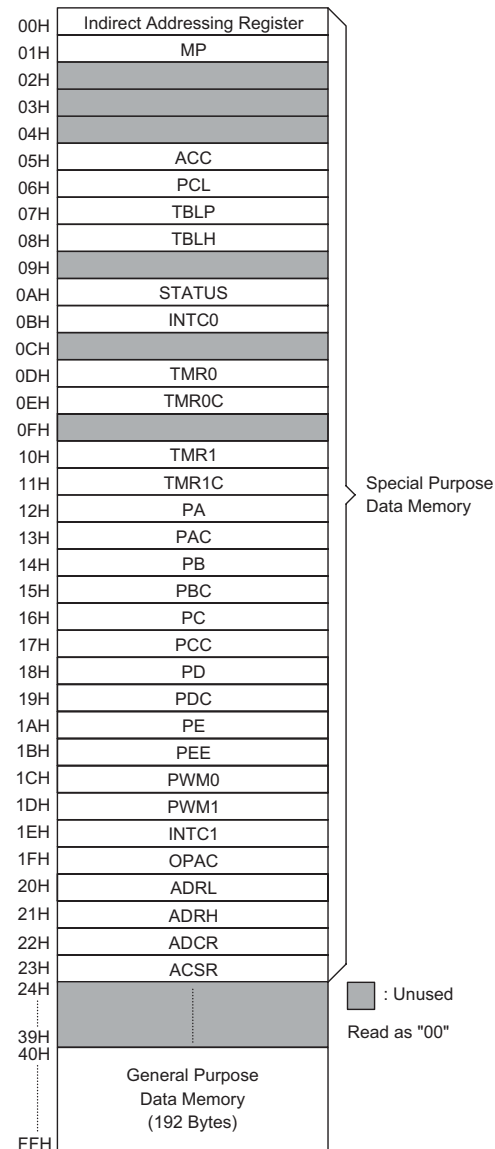 00H Indirect Addressing Register
01H MP
02H
03H
04H
05H ACC
06H PCL
07H TBLP
08H TBLH
09H
0AH STATUS
0BH INTC0
0CH
0DH TMR0
0EH TMR0C
0FH
10H TMR1
11H TMR1C
12H PA
13H PAC
14H PB
15H PBC
16H PC
17H PCC
18H PD
19H PDC
1AH PE
1BH PEE
1CH PWM0
1DH PWM1
1EH INTC1
1FH OPAC
20H ADRL
21H ADRH
22H ADCR
23H ACSR
24H
39H
40H
General Purpose
Data Memory
(192 Bytes)
FFH
Special Purpose
Data Memory
: Unused
Read as "00"